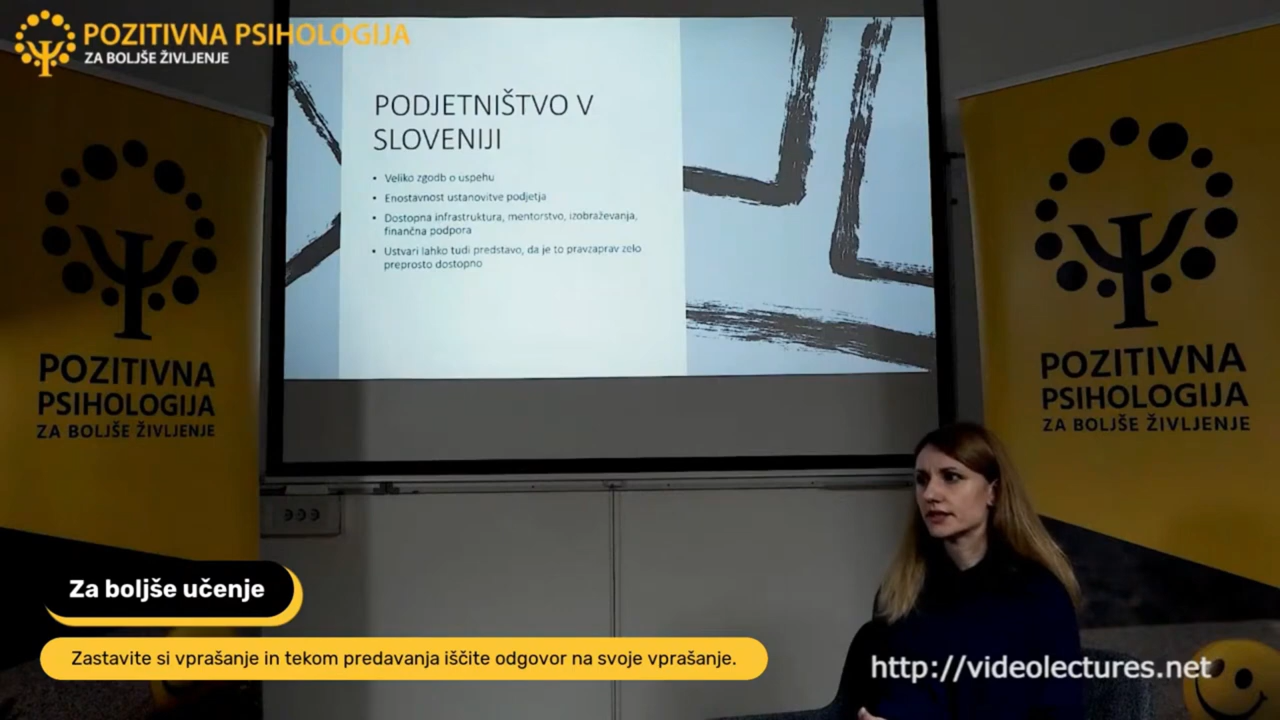 POZITIVNA PSIHOLOGIJA
ZA BOLJŠE ŽIVLJENJE
PODJETNIŠTVO V
SLOVENIJI
• Veliko zgodb o uspehu
• Enostavnost ustanovitve podjetja
• Dostopna infrastruktura, mentorstvo, izobraževanja,
finančna podpora
• Ustvari lahko tudi predstavo, da je to pravzaprav zelo
preprosto dostopno
POZITIVNA
PSIHOLOGIJA
ZA BOLJŠE ŽIVLJENJE
POZITIVNA
PSIHOLOGIJA
ZA BOLJŠE ŽIVLJENJE
Za boljše učenje
Zastavite si vprašanje in tekom predavanja iščite odgovor na svoje vprašanje.
http://videolectures.net